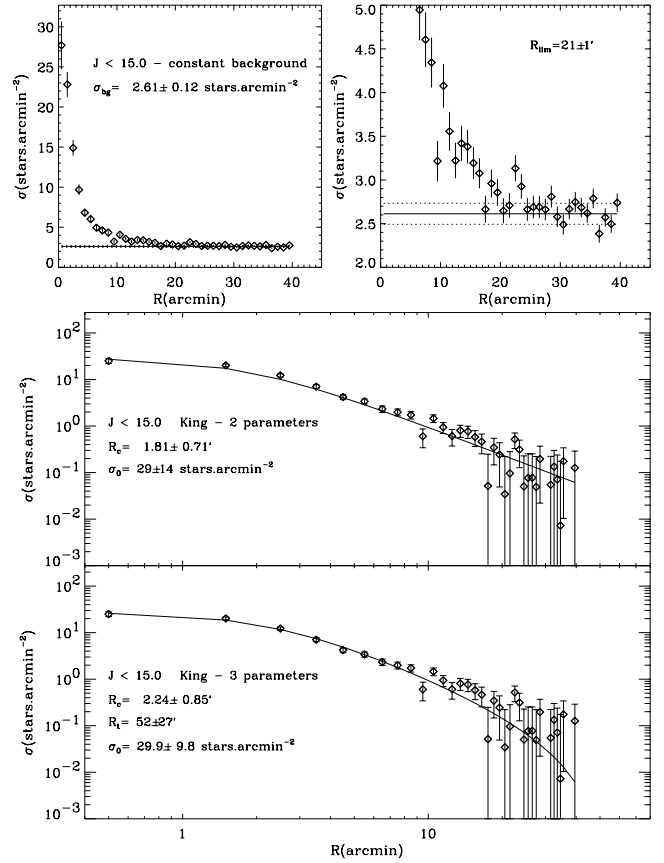 30
25
20
15
10
5
0
σ(stars.arcmin⁻²)
J < 15.0 – constant background
σbg= 2.61± 0.12 stars.arcmin⁻²
0 10 20 30 40
R(arcmin)
5.0
4.5
4.0
3.5
3.0
2.5
2.0
σ(stars.arcmin⁻²)
Rlim=21±1'
0 10 20 30 40
R(arcmin)
10²
10¹
10⁰
10⁻¹
10⁻²
10⁻³
σ(stars.arcmin⁻²)
J < 15.0 King – 2 parameters
Rc= 1.81± 0.71'
σ0= 29±14 stars.arcmin⁻²
10²
10¹
10⁰
10⁻¹
10⁻²
10⁻³
σ(stars.arcmin⁻²)
J < 15.0 King – 3 parameters
Rc= 2.24± 0.85'
Rt= 52±27'
σ0= 29.9± 9.8 stars.arcmin⁻²
1 10
R(arcmin)